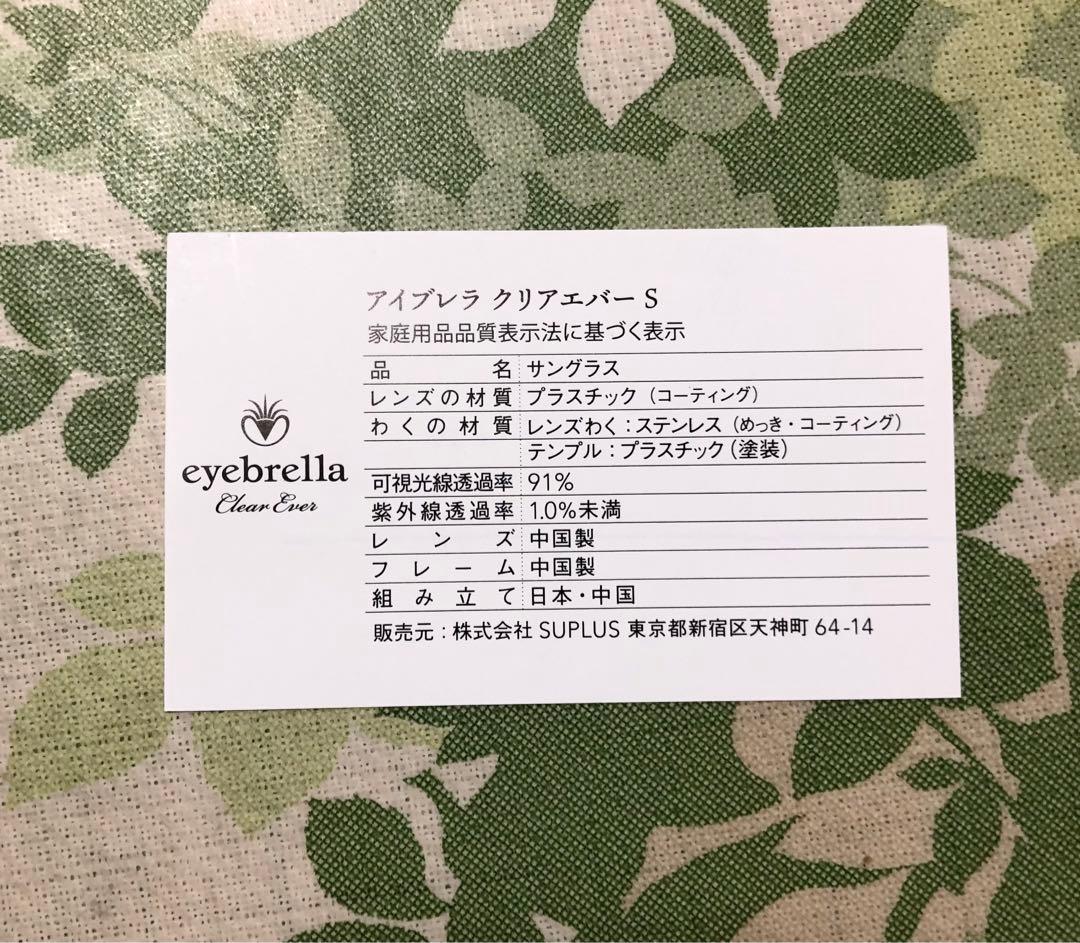 アイブレラ クリアエバー S
家庭用品品質表示法に基づく表示
品名 サングラス
レンズの材質 プラスチック（コーティング）
わくの材質 レンズわく：ステンレス（めっき・コーティング）
テンプル：プラスチック（塗装）
可視光線透過率 91%
紫外線透過率 1.0%未満
レンズ 中国製
フレーム 中国製
組み立て 日本・中国
販売元：株式会社 SUPLUS 東京都新宿区天神町 64-14
eyebrella
Clear Ever